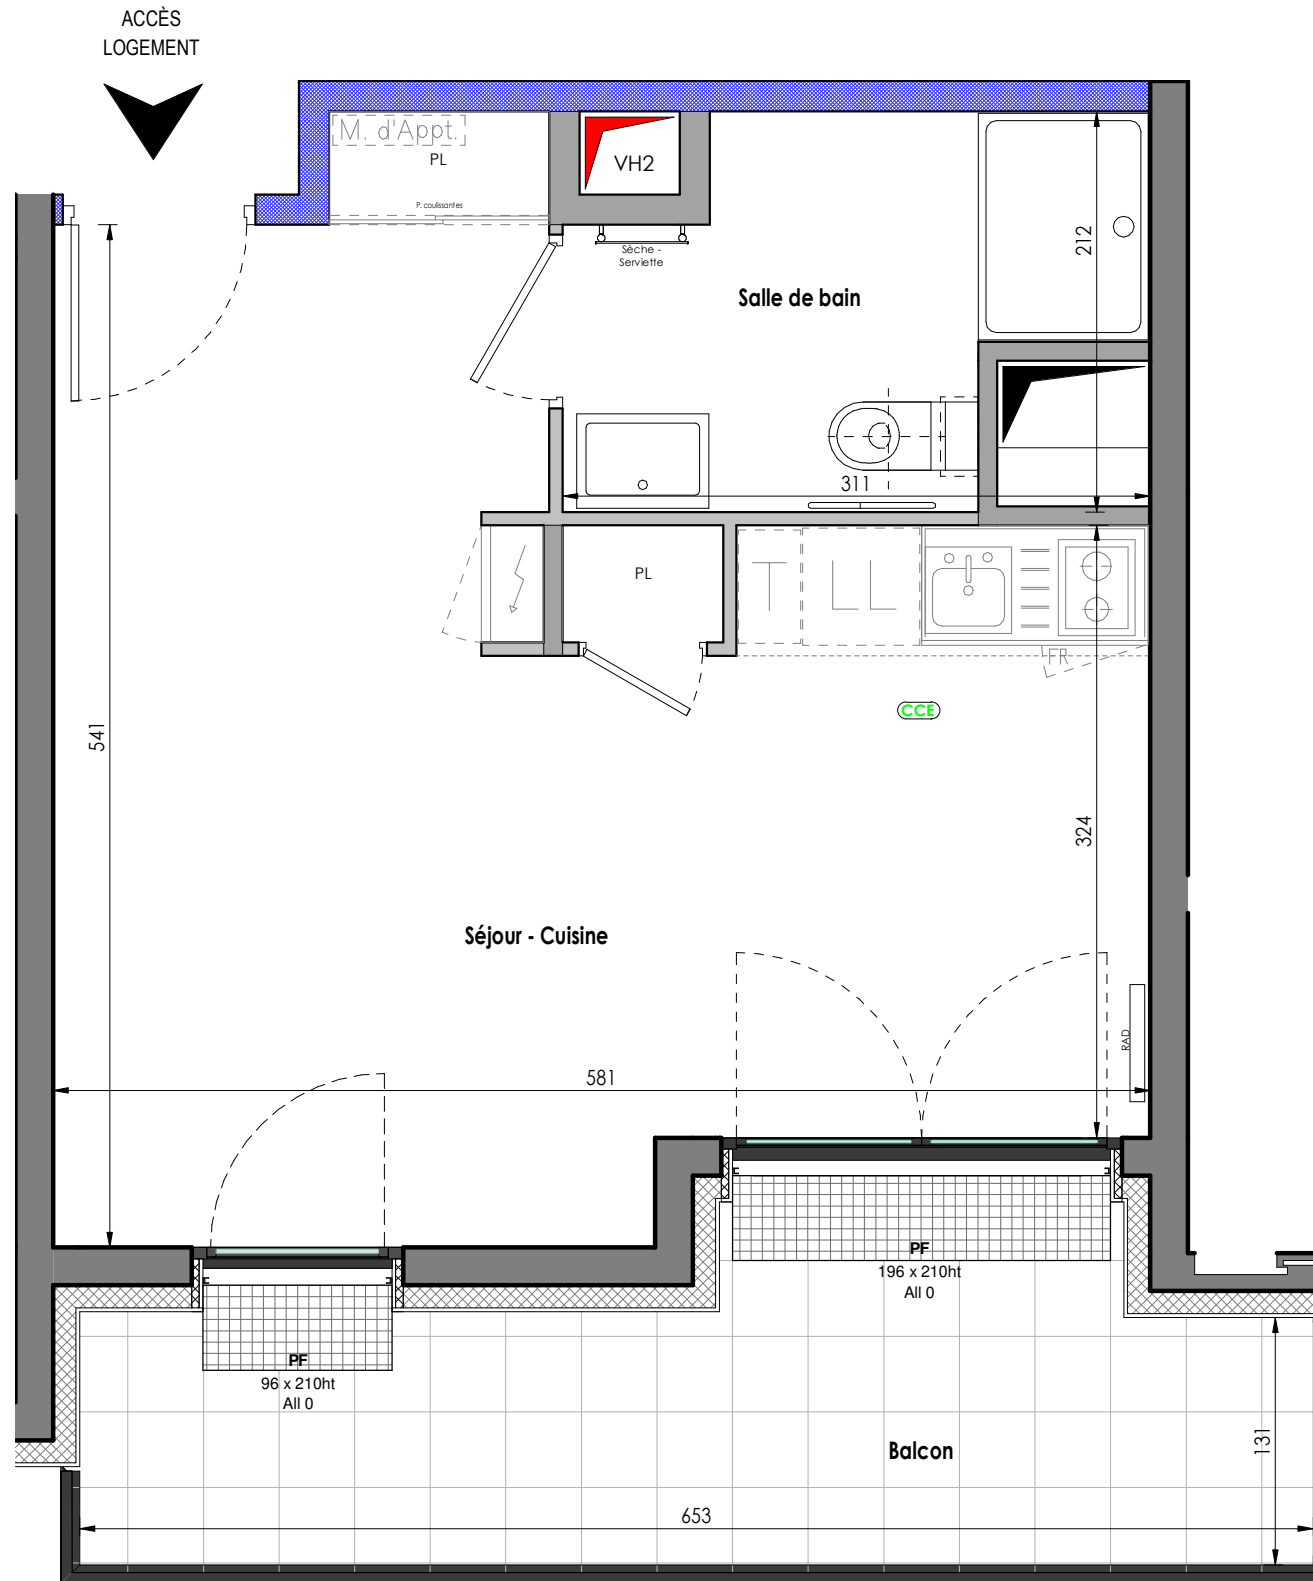 ACCÈS
LOGEMENT
M. d'Appt.
PL
P. coulissantes
VH2
Sèche -
Serviette
212
Salle de bain
311
PL
T
LL
FR
CCE
541
324
Séjour - Cuisine
RAD
581
PF
196 x 210ht
All 0
PF
96 x 210ht
All 0
131
Balcon
653